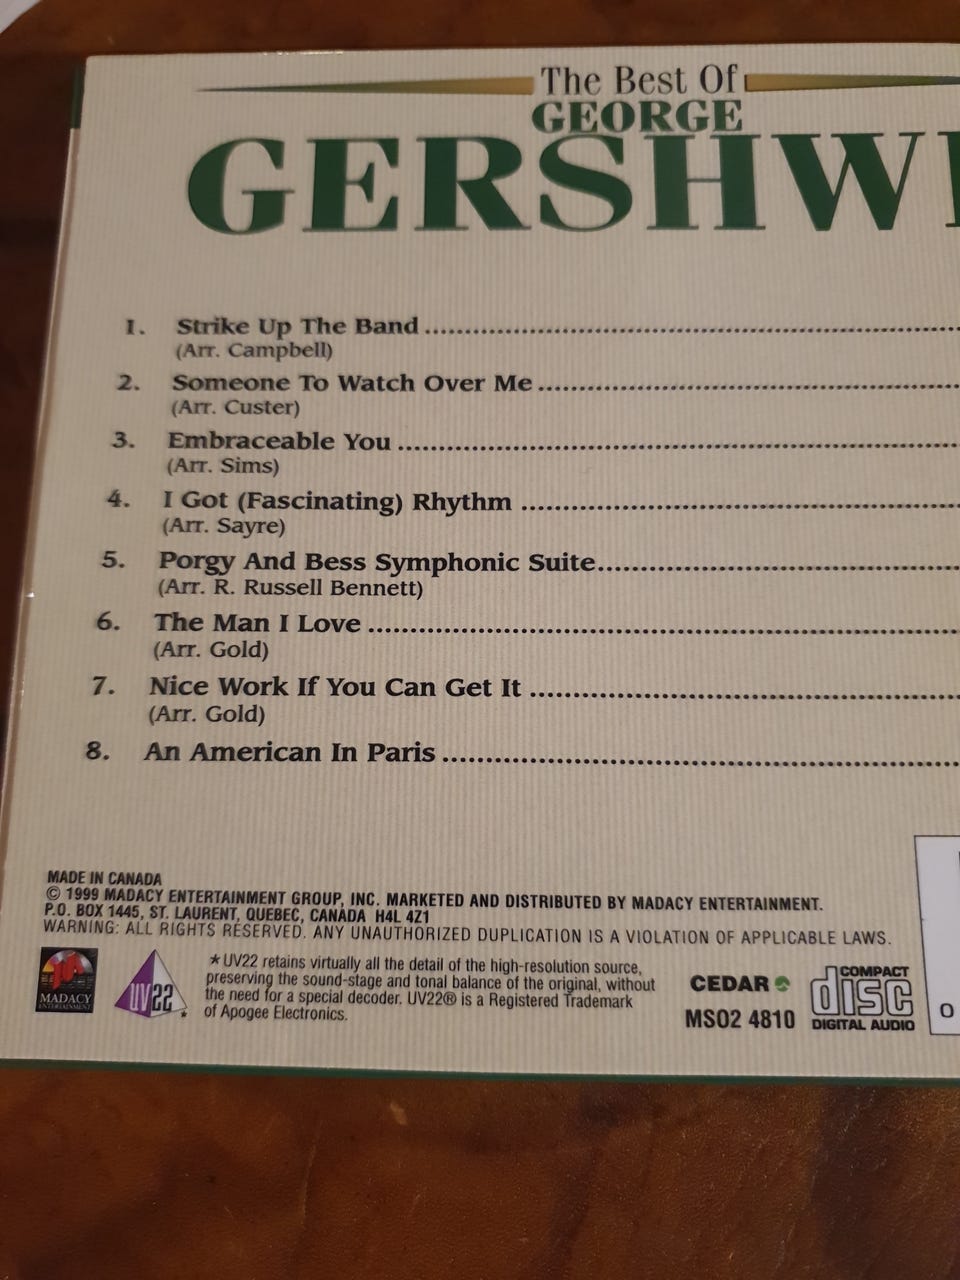 The Best Of
GEORGE
GERSHWI
1. Strike Up The Band
(Arr. Campbell)
2. Someone To Watch Over Me
(Arr. Custer)
3. Embraceable You
(Arr. Sims)
4. I Got (Fascinating) Rhythm
(Arr. Sayre)
5. Porgy And Bess Symphonic Suite
(Arr. R. Russell Bennett)
6. The Man I Love
(Arr. Gold)
7. Nice Work If You Can Get It
(Arr. Gold)
8. An American In Paris
MADE IN CANADA
© 1999 MADACY ENTERTAINMENT GROUP, INC. MARKETED AND DISTRIBUTED BY MADACY ENTERTAINMENT.
P.O. BOX 1445, ST. LAURENT, QUEBEC, CANADA H4L 4Z1
WARNING: ALL RIGHTS RESERVED. ANY UNAUTHORIZED DUPLICATION IS A VIOLATION OF APPLICABLE LAWS.
MADACY
ENTERTAINMENT
UV22*
*UV22 retains virtually all the detail of the high-resolution source,
preserving the sound-stage and tonal balance of the original, without
the need for a special decoder. UV22® is a Registered Trademark
of Apogee Electronics.
CEDAR
MSO2 4810
COMPACT
disc
DIGITAL AUDIO
0